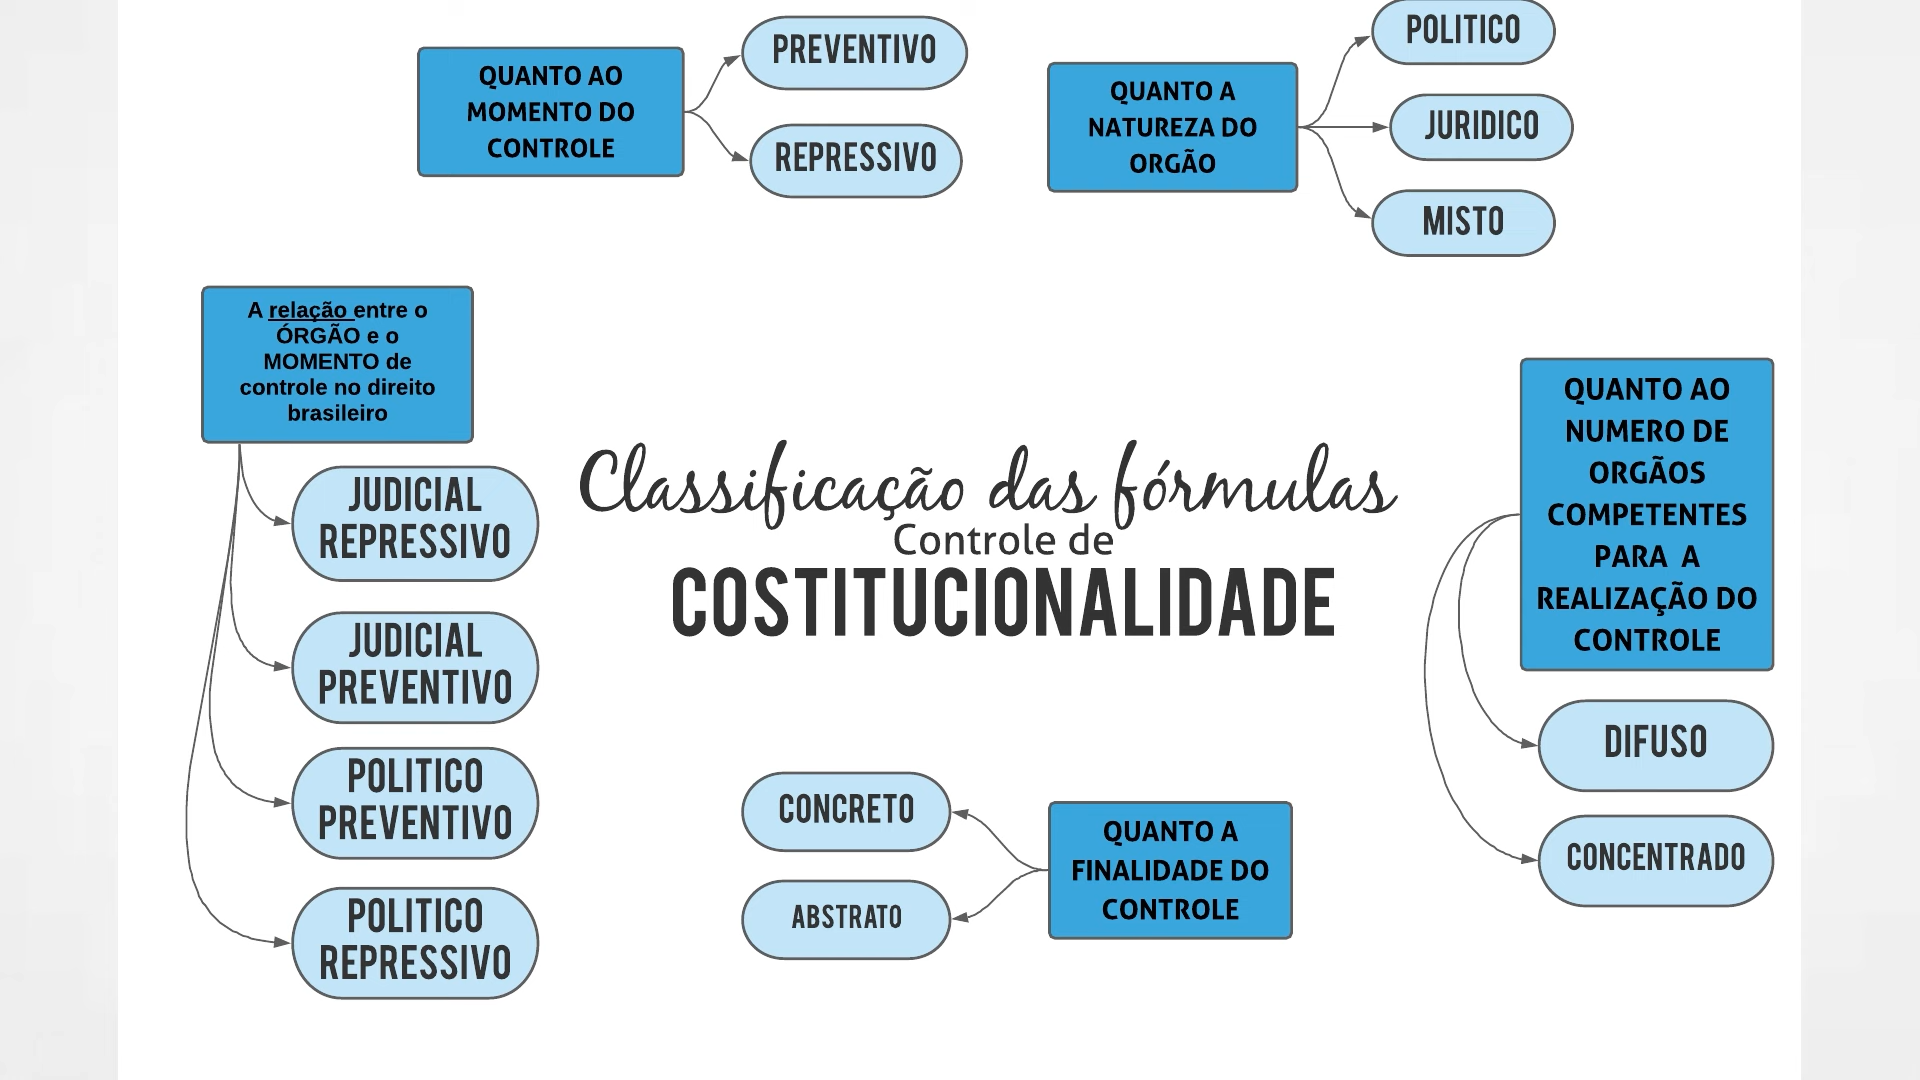 QUANTO AO
MOMENTO DO
CONTROLE
PREVENTIVO
REPRESSIVO
QUANTO A
NATUREZA DO
ORGÃO
POLITICO
JURIDICO
MISTO
A relação entre o
ÓRGÃO e o
MOMENTO de
controle no direito
brasileiro
JUDICIAL
REPRESSIVO
JUDICIAL
PREVENTIVO
POLITICO
PREVENTIVO
POLITICO
REPRESSIVO
Classificação das fórmulas
Controle de
COSTITUCIONALIDADE
CONCRETO
ABSTRATO
QUANTO A
FINALIDADE DO
CONTROLE
QUANTO AO
NUMERO DE
ORGÃOS
COMPETENTES
PARA A
REALIZAÇÃO DO
CONTROLE
DIFUSO
CONCENTRADO